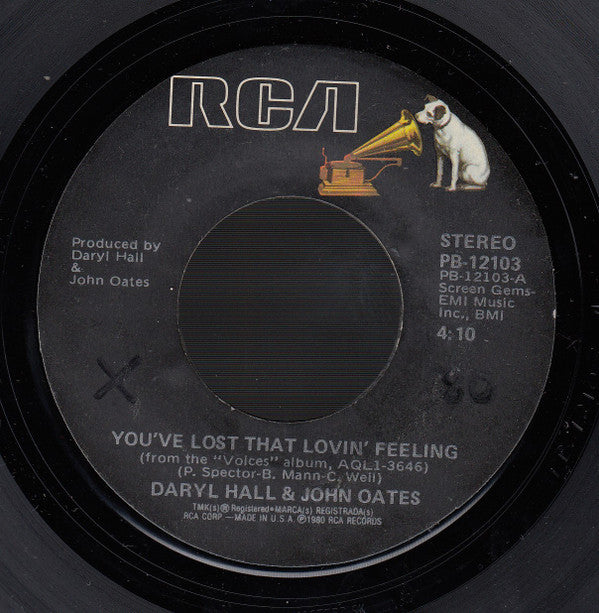 RCA
Produced by
Daryl Hall
&
John Oates
STEREO
PB-12103
PB-12103-A
Screen Gems-
EMI Music
Inc., BMI
4:10
X
80
YOU'VE LOST THAT LOVIN' FEELING
(from the "Voices" album, AQL1-3646)
(P. Spector-B. Mann-C. Weil)
DARYL HALL & JOHN OATES
TMK(s) ® Registered • MARCA(s) REGISTRADA(s)
RCA CORP.—MADE IN U.S.A. ℗ 1980 RCA RECORDS